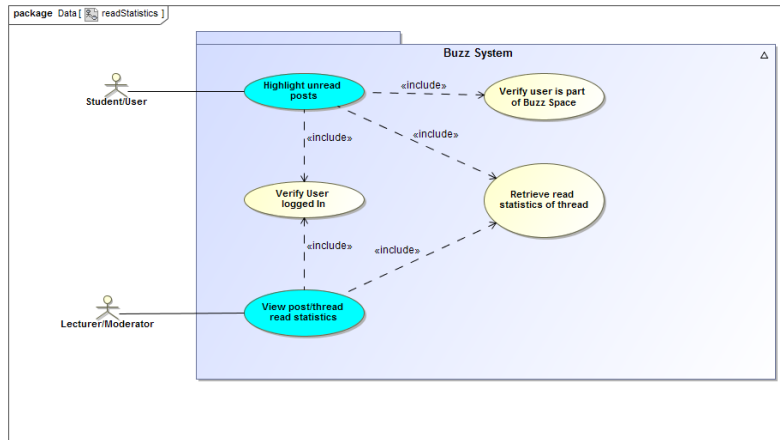 package Data [ readStatistics ]
Buzz System
Highlight unread
posts
«include»
Verify user is part
of Buzz Space
Student/User
«include»
«include»
Verify User
logged In
Retrieve read
statistics of thread
«include»
«include»
View post/thread
read statistics
Lecturer/Moderator